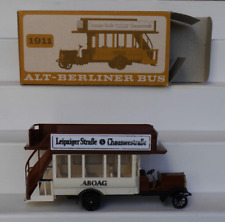 1911
ALT-BERLINER BUS
Leipziger Straße Chausseestraße
ABOAG